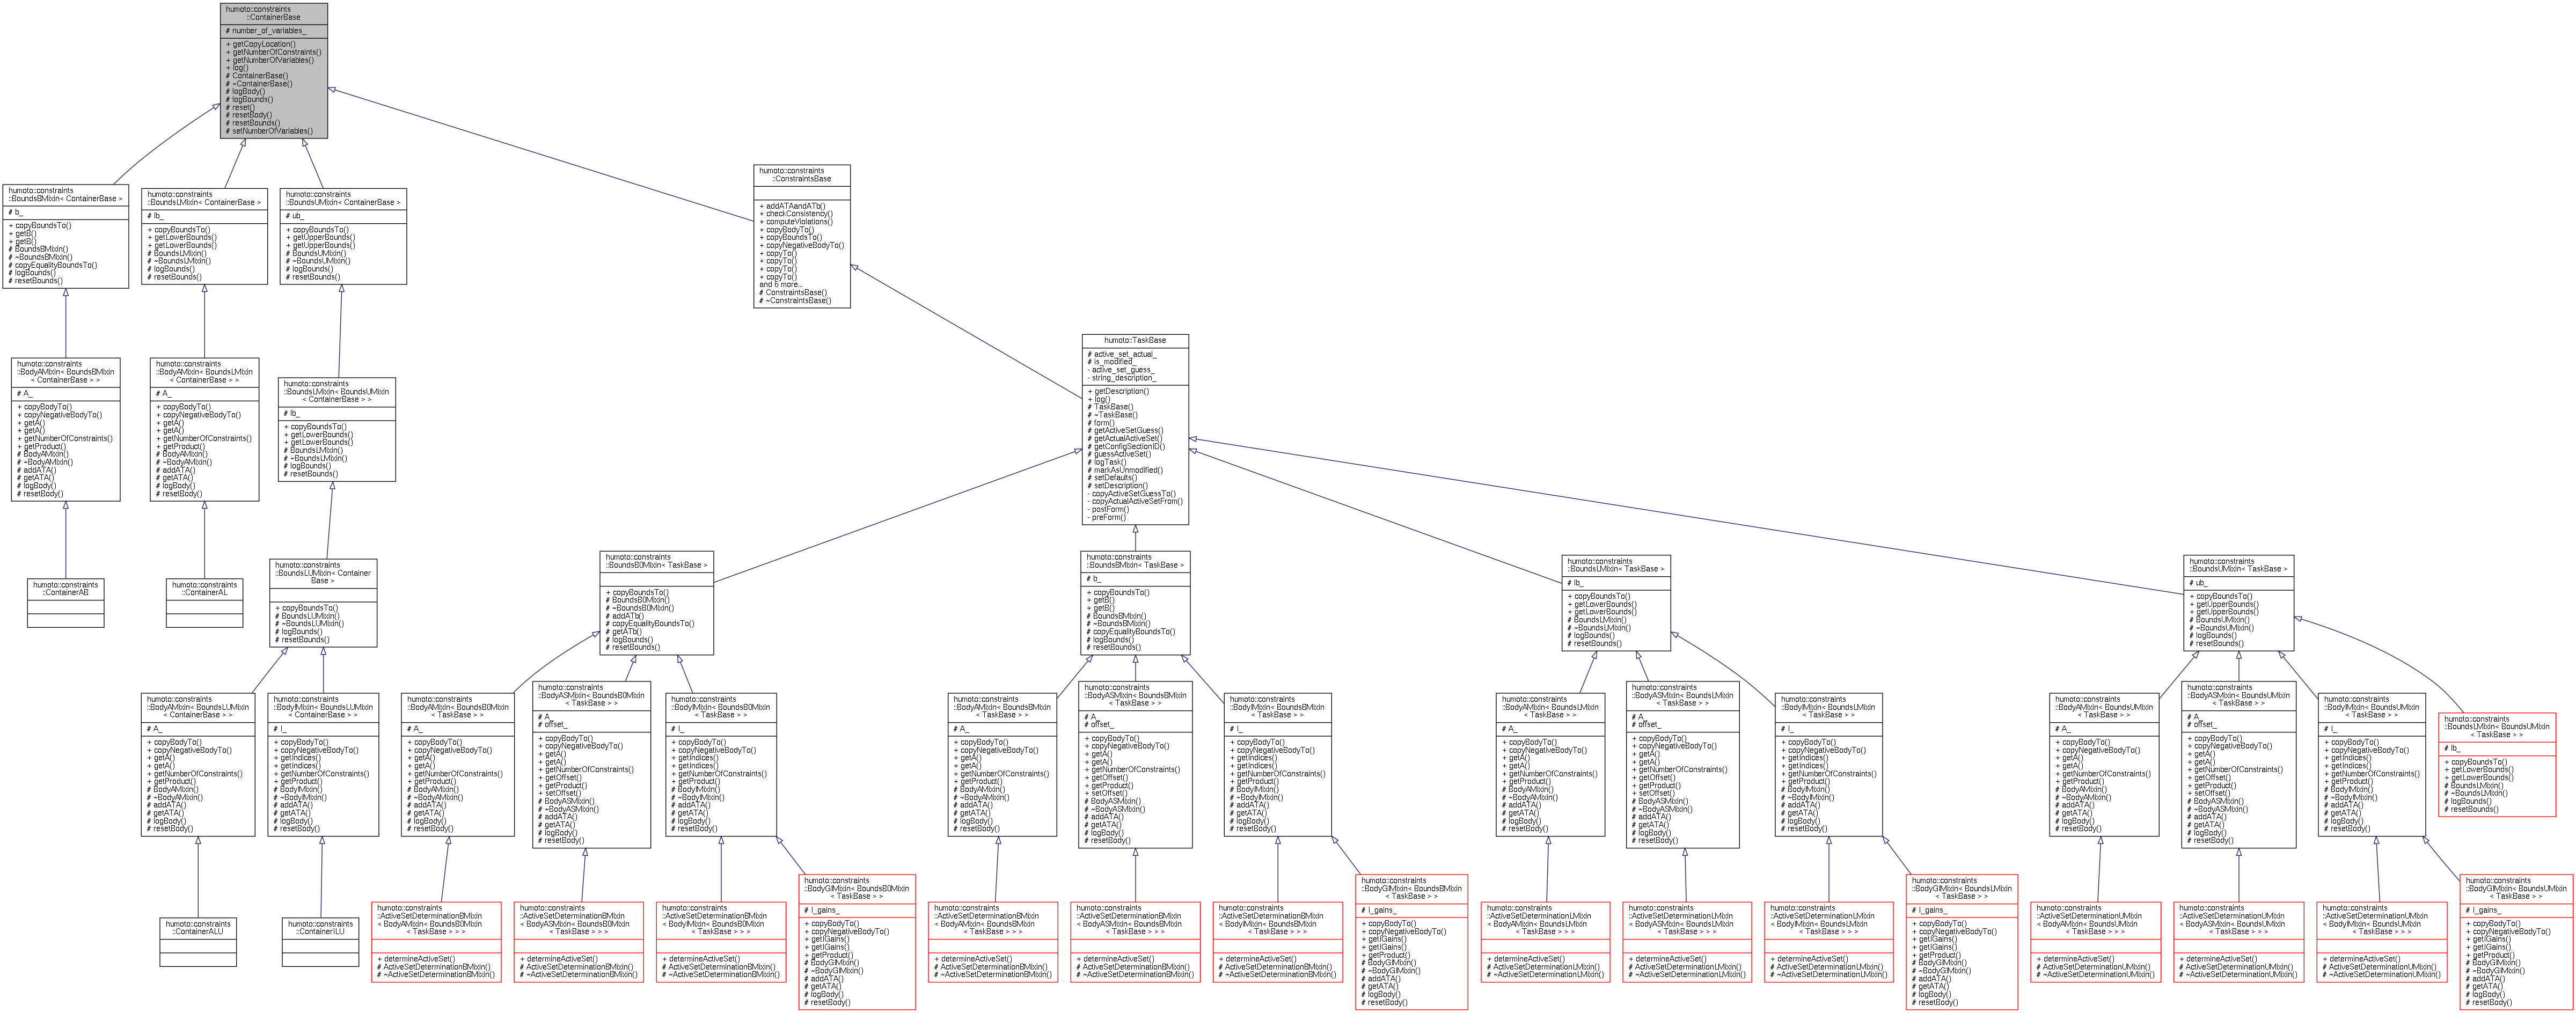 humoto::constraints
::ContainerBase
# number_of_variables_
+ getCopyLocation()
+ getNumberOfConstraints()
+ getNumberOfVariables()
+ log()
# ContainerBase()
# ~ContainerBase()
# logBody()
# logBounds()
# reset()
# resetBody()
# resetBounds()
# setNumberOfVariables()
humoto::constraints
::BoundsBMixin< ContainerBase >
# b_
+ copyBoundsTo()
+ getB()
+ getB()
# BoundsBMixin()
# ~BoundsBMixin()
# copyEqualityBoundsTo()
# logBounds()
# resetBounds()
humoto::constraints
::BoundsLMixin< ContainerBase >
# lb_
+ copyBoundsTo()
+ getLowerBounds()
+ getLowerBounds()
# BoundsLMixin()
# ~BoundsLMixin()
# logBounds()
# resetBounds()
humoto::constraints
::BoundsUMixin< ContainerBase >
# ub_
+ copyBoundsTo()
+ getUpperBounds()
+ getUpperBounds()
# BoundsUMixin()
# ~BoundsUMixin()
# logBounds()
# resetBounds()
humoto::constraints
::ConstraintsBase
+ addATAandATb()
+ checkConsistency()
+ computeViolations()
+ copyBodyTo()
+ copyBoundsTo()
+ copyNegativeBodyTo()
+ copyTo()
+ copyTo()
+ copyTo()
+ copyTo()
and 6 more...
# ConstraintsBase()
# ~ConstraintsBase()
humoto::TaskBase
# active_set_actual_
# is_modified_
- active_set_guess_
- string_description_
+ getDescription()
+ log()
# TaskBase()
# ~TaskBase()
# form()
# getActiveSetGuess()
# getActualActiveSet()
# getConfigSectionID()
# guessActiveSet()
# logTask()
# markAsUnmodified()
# setDefaults()
# setDescription()
- copyActiveSetGuessTo()
- copyActualActiveSetFrom()
- postForm()
- preForm()
humoto::constraints
::BodyAMixin< BoundsBMixin
< ContainerBase > >
# A_
+ copyBodyTo()
+ copyNegativeBodyTo()
+ getA()
+ getA()
+ getNumberOfConstraints()
+ getProduct()
# BodyAMixin()
# ~BodyAMixin()
# addATA()
# getATA()
# logBody()
# resetBody()
humoto::constraints
::BodyAMixin< BoundsLMixin
< ContainerBase > >
# A_
+ copyBodyTo()
+ copyNegativeBodyTo()
+ getA()
+ getA()
+ getNumberOfConstraints()
+ getProduct()
# BodyAMixin()
# ~BodyAMixin()
# addATA()
# getATA()
# logBody()
# resetBody()
humoto::constraints
::BoundsLMixin< BoundsUMixin
< ContainerBase > >
# lb_
+ copyBoundsTo()
+ getLowerBounds()
+ getLowerBounds()
# BoundsLMixin()
# ~BoundsLMixin()
# logBounds()
# resetBounds()
humoto::constraints
::ContainerAB
humoto::constraints
::ContainerAL
humoto::constraints
::BoundsLUMixin< Container
Base >
+ copyBoundsTo()
# BoundsLUMixin()
# ~BoundsLUMixin()
# logBounds()
# resetBounds()
humoto::constraints
::BoundsB0Mixin< TaskBase >
+ copyBoundsTo()
# BoundsB0Mixin()
# ~BoundsB0Mixin()
# addATb()
# copyEqualityBoundsTo()
# getATb()
# logBounds()
# resetBounds()
humoto::constraints
::BoundsBMixin< TaskBase >
# b_
+ copyBoundsTo()
+ getB()
+ getB()
# BoundsBMixin()
# ~BoundsBMixin()
# copyEqualityBoundsTo()
# logBounds()
# resetBounds()
humoto::constraints
::BoundsLMixin< TaskBase >
# lb_
+ copyBoundsTo()
+ getLowerBounds()
+ getLowerBounds()
# BoundsLMixin()
# ~BoundsLMixin()
# logBounds()
# resetBounds()
humoto::constraints
::BoundsUMixin< TaskBase >
# ub_
+ copyBoundsTo()
+ getUpperBounds()
+ getUpperBounds()
# BoundsUMixin()
# ~BoundsUMixin()
# logBounds()
# resetBounds()
humoto::constraints
::BodyAMixin< BoundsLUMixin
< ContainerBase > >
# A_
+ copyBodyTo()
+ copyNegativeBodyTo()
+ getA()
+ getA()
+ getNumberOfConstraints()
+ getProduct()
# BodyAMixin()
# ~BodyAMixin()
# addATA()
# getATA()
# logBody()
# resetBody()
humoto::constraints
::BodyIMixin< BoundsLUMixin
< ContainerBase > >
# I_
+ copyBodyTo()
+ copyNegativeBodyTo()
+ getIndices()
+ getIndices()
+ getNumberOfConstraints()
+ getProduct()
# BodyIMixin()
# ~BodyIMixin()
# addATA()
# getATA()
# logBody()
# resetBody()
humoto::constraints
::BodyAMixin< BoundsB0Mixin
< TaskBase > >
# A_
+ copyBodyTo()
+ copyNegativeBodyTo()
+ getA()
+ getA()
+ getNumberOfConstraints()
+ getProduct()
# BodyAMixin()
# ~BodyAMixin()
# addATA()
# getATA()
# logBody()
# resetBody()
humoto::constraints
::BodyASMixin< BoundsB0Mixin
< TaskBase > >
# A_
# offset_
+ copyBodyTo()
+ copyNegativeBodyTo()
+ getA()
+ getA()
+ getNumberOfConstraints()
+ getOffset()
+ getProduct()
+ setOffset()
# BodyASMixin()
# ~BodyASMixin()
# addATA()
# getATA()
# logBody()
# resetBody()
humoto::constraints
::BodyIMixin< BoundsB0Mixin
< TaskBase > >
# I_
+ copyBodyTo()
+ copyNegativeBodyTo()
+ getIndices()
+ getIndices()
+ getNumberOfConstraints()
+ getProduct()
# BodyIMixin()
# ~BodyIMixin()
# addATA()
# getATA()
# logBody()
# resetBody()
humoto::constraints
::BodyAMixin< BoundsBMixin
< TaskBase > >
# A_
+ copyBodyTo()
+ copyNegativeBodyTo()
+ getA()
+ getA()
+ getNumberOfConstraints()
+ getProduct()
# BodyAMixin()
# ~BodyAMixin()
# addATA()
# getATA()
# logBody()
# resetBody()
humoto::constraints
::BodyASMixin< BoundsBMixin
< TaskBase > >
# A_
# offset_
+ copyBodyTo()
+ copyNegativeBodyTo()
+ getA()
+ getA()
+ getNumberOfConstraints()
+ getOffset()
+ getProduct()
+ setOffset()
# BodyASMixin()
# ~BodyASMixin()
# addATA()
# getATA()
# logBody()
# resetBody()
humoto::constraints
::BodyIMixin< BoundsBMixin
< TaskBase > >
# I_
+ copyBodyTo()
+ copyNegativeBodyTo()
+ getIndices()
+ getIndices()
+ getNumberOfConstraints()
+ getProduct()
# BodyIMixin()
# ~BodyIMixin()
# addATA()
# getATA()
# logBody()
# resetBody()
humoto::constraints
::BodyAMixin< BoundsLMixin
< TaskBase > >
# A_
+ copyBodyTo()
+ copyNegativeBodyTo()
+ getA()
+ getA()
+ getNumberOfConstraints()
+ getProduct()
# BodyAMixin()
# ~BodyAMixin()
# addATA()
# getATA()
# logBody()
# resetBody()
humoto::constraints
::BodyASMixin< BoundsLMixin
< TaskBase > >
# A_
# offset_
+ copyBodyTo()
+ copyNegativeBodyTo()
+ getA()
+ getA()
+ getNumberOfConstraints()
+ getOffset()
+ getProduct()
+ setOffset()
# BodyASMixin()
# ~BodyASMixin()
# addATA()
# getATA()
# logBody()
# resetBody()
humoto::constraints
::BodyIMixin< BoundsLMixin
< TaskBase > >
# I_
+ copyBodyTo()
+ copyNegativeBodyTo()
+ getIndices()
+ getIndices()
+ getNumberOfConstraints()
+ getProduct()
# BodyIMixin()
# ~BodyIMixin()
# addATA()
# getATA()
# logBody()
# resetBody()
humoto::constraints
::BodyAMixin< BoundsUMixin
< TaskBase > >
# A_
+ copyBodyTo()
+ copyNegativeBodyTo()
+ getA()
+ getA()
+ getNumberOfConstraints()
+ getProduct()
# BodyAMixin()
# ~BodyAMixin()
# addATA()
# getATA()
# logBody()
# resetBody()
humoto::constraints
::BodyASMixin< BoundsUMixin
< TaskBase > >
# A_
# offset_
+ copyBodyTo()
+ copyNegativeBodyTo()
+ getA()
+ getA()
+ getNumberOfConstraints()
+ getOffset()
+ getProduct()
+ setOffset()
# BodyASMixin()
# ~BodyASMixin()
# addATA()
# getATA()
# logBody()
# resetBody()
humoto::constraints
::BodyIMixin< BoundsUMixin
< TaskBase > >
# I_
+ copyBodyTo()
+ copyNegativeBodyTo()
+ getIndices()
+ getIndices()
+ getNumberOfConstraints()
+ getProduct()
# BodyIMixin()
# ~BodyIMixin()
# addATA()
# getATA()
# logBody()
# resetBody()
humoto::constraints
::BoundsLMixin< BoundsUMixin
< TaskBase > >
# lb_
+ copyBoundsTo()
+ getLowerBounds()
+ getLowerBounds()
# BoundsLMixin()
# ~BoundsLMixin()
# logBounds()
# resetBounds()
humoto::constraints
::ContainerALU
humoto::constraints
::ContainerILU
humoto::constraints
::ActiveSetDeterminationBMixin
< BodyAMixin< BoundsB0Mixin
< TaskBase > > >
+ determineActiveSet()
# ActiveSetDeterminationBMixin()
# ~ActiveSetDeterminationBMixin()
humoto::constraints
::ActiveSetDeterminationBMixin
< BodyASMixin< BoundsB0Mixin
< TaskBase > > >
+ determineActiveSet()
# ActiveSetDeterminationBMixin()
# ~ActiveSetDeterminationBMixin()
humoto::constraints
::ActiveSetDeterminationBMixin
< BodyIMixin< BoundsB0Mixin
< TaskBase > > >
+ determineActiveSet()
# ActiveSetDeterminationBMixin()
# ~ActiveSetDeterminationBMixin()
humoto::constraints
::BodyGIMixin< BoundsB0Mixin
< TaskBase > >
# I_gains_
+ copyBodyTo()
+ copyNegativeBodyTo()
+ getIGains()
+ getIGains()
+ getProduct()
# BodyGIMixin()
# ~BodyGIMixin()
# addATA()
# getATA()
# logBody()
# resetBody()
humoto::constraints
::ActiveSetDeterminationBMixin
< BodyAMixin< BoundsBMixin
< TaskBase > > >
+ determineActiveSet()
# ActiveSetDeterminationBMixin()
# ~ActiveSetDeterminationBMixin()
humoto::constraints
::ActiveSetDeterminationBMixin
< BodyASMixin< BoundsBMixin
< TaskBase > > >
+ determineActiveSet()
# ActiveSetDeterminationBMixin()
# ~ActiveSetDeterminationBMixin()
humoto::constraints
::ActiveSetDeterminationBMixin
< BodyIMixin< BoundsBMixin
< TaskBase > > >
+ determineActiveSet()
# ActiveSetDeterminationBMixin()
# ~ActiveSetDeterminationBMixin()
humoto::constraints
::BodyGIMixin< BoundsBMixin
< TaskBase > >
# I_gains_
+ copyBodyTo()
+ copyNegativeBodyTo()
+ getIGains()
+ getIGains()
+ getProduct()
# BodyGIMixin()
# ~BodyGIMixin()
# addATA()
# getATA()
# logBody()
# resetBody()
humoto::constraints
::ActiveSetDeterminationLMixin
< BodyAMixin< BoundsLMixin
< TaskBase > > >
+ determineActiveSet()
# ActiveSetDeterminationLMixin()
# ~ActiveSetDeterminationLMixin()
humoto::constraints
::ActiveSetDeterminationLMixin
< BodyASMixin< BoundsLMixin
< TaskBase > > >
+ determineActiveSet()
# ActiveSetDeterminationLMixin()
# ~ActiveSetDeterminationLMixin()
humoto::constraints
::ActiveSetDeterminationLMixin
< BodyIMixin< BoundsLMixin
< TaskBase > > >
+ determineActiveSet()
# ActiveSetDeterminationLMixin()
# ~ActiveSetDeterminationLMixin()
humoto::constraints
::BodyGIMixin< BoundsLMixin
< TaskBase > >
# I_gains_
+ copyBodyTo()
+ copyNegativeBodyTo()
+ getIGains()
+ getIGains()
+ getProduct()
# BodyGIMixin()
# ~BodyGIMixin()
# addATA()
# getATA()
# logBody()
# resetBody()
humoto::constraints
::ActiveSetDeterminationUMixin
< BodyAMixin< BoundsUMixin
< TaskBase > > >
+ determineActiveSet()
# ActiveSetDeterminationUMixin()
# ~ActiveSetDeterminationUMixin()
humoto::constraints
::ActiveSetDeterminationUMixin
< BodyASMixin< BoundsUMixin
< TaskBase > > >
+ determineActiveSet()
# ActiveSetDeterminationUMixin()
# ~ActiveSetDeterminationUMixin()
humoto::constraints
::ActiveSetDeterminationUMixin
< BodyIMixin< BoundsUMixin
< TaskBase > > >
+ determineActiveSet()
# ActiveSetDeterminationUMixin()
# ~ActiveSetDeterminationUMixin()
humoto::constraints
::BodyGIMixin< BoundsUMixin
< TaskBase > >
# I_gains_
+ copyBodyTo()
+ copyNegativeBodyTo()
+ getIGains()
+ getIGains()
+ getProduct()
# BodyGIMixin()
# ~BodyGIMixin()
# addATA()
# getATA()
# logBody()
# resetBody()